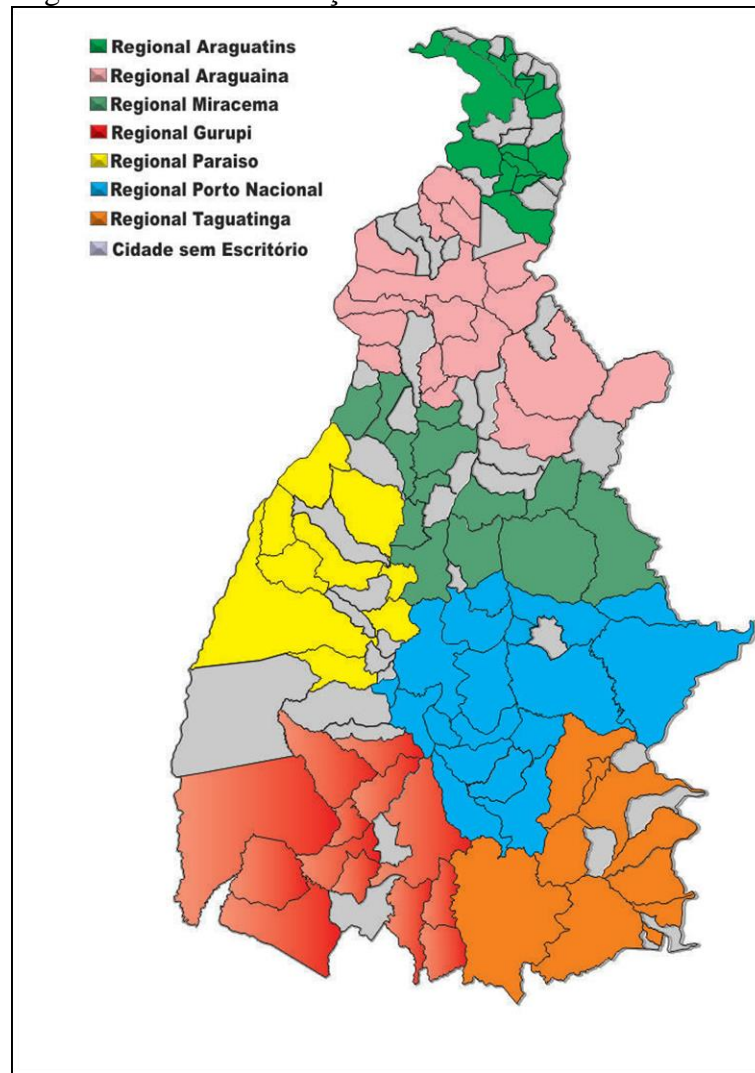 Regional Araguatins
Regional Araguaina
Regional Miracema
Regional Gurupi
Regional Paraiso
Regional Porto Nacional
Regional Taguatinga
Cidade sem Escritório